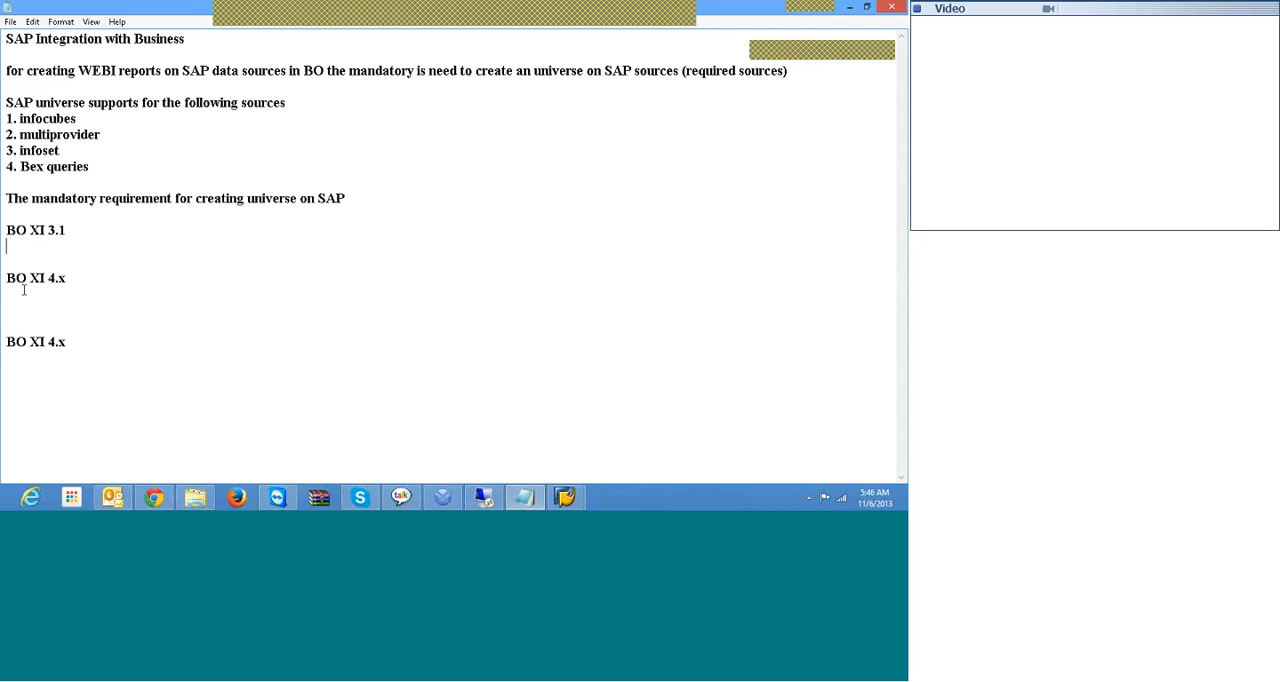 Video
File Edit Format View Help
SAP Integration with Business
for creating WEBI reports on SAP data sources in BO the mandatory is need to create an universe on SAP sources (required sources)
SAP universe supports for the following sources
1. infocubes
2. multiprovider
3. infoset
4. Bex queries
The mandatory requirement for creating universe on SAP
BO XI 3.1
BO XI 4.x
BO XI 4.x
talk
5:46 AM
11/6/2013